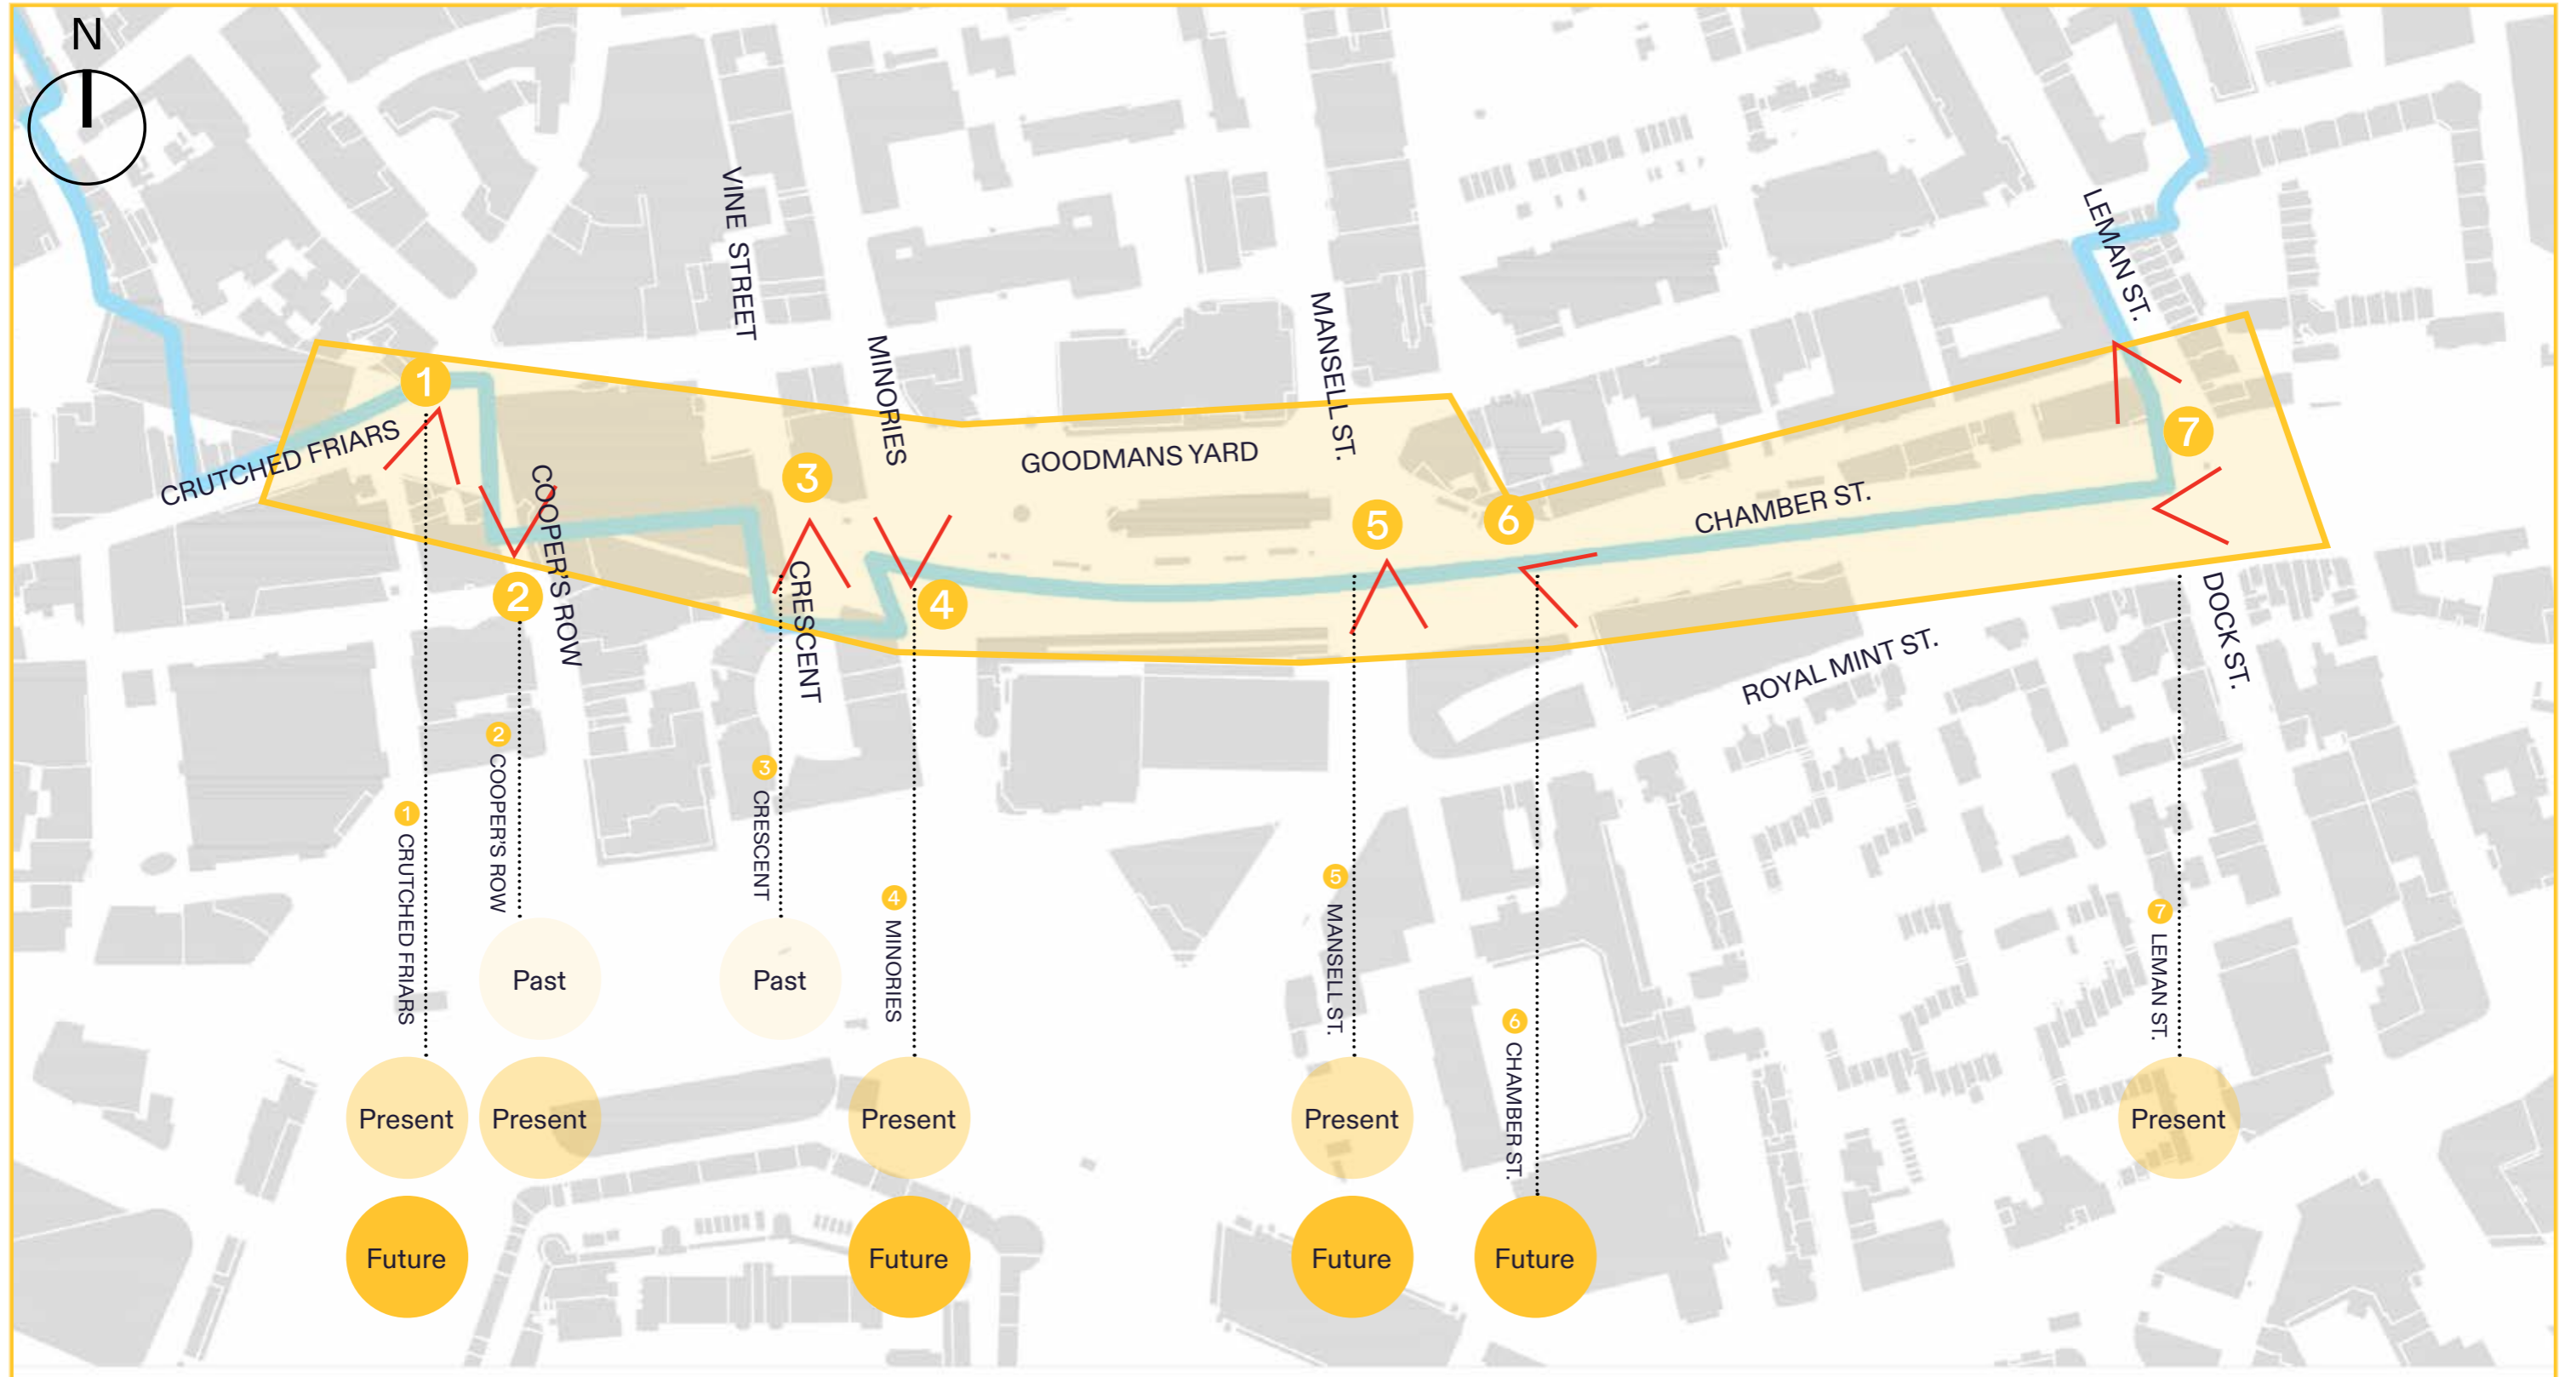 N
VINE STREET
MINORIES
MANSELL ST.
LEMAN ST.
1
CRUTCHED FRIARS
COOPER'S ROW
3
GOODMANS YARD
5
6
CHAMBER ST.
7
2
CRESCENT
4
ROYAL MINT ST.
DOCK ST.
1 CRUTCHED FRIARS
2 COOPER'S ROW
3 CRESCENT
4 MINORIES
5 MANSELL ST.
6 CHAMBER ST.
7 LEMAN ST.
Past
Past
Present
Present
Present
Present
Present
Future
Future
Future
Future